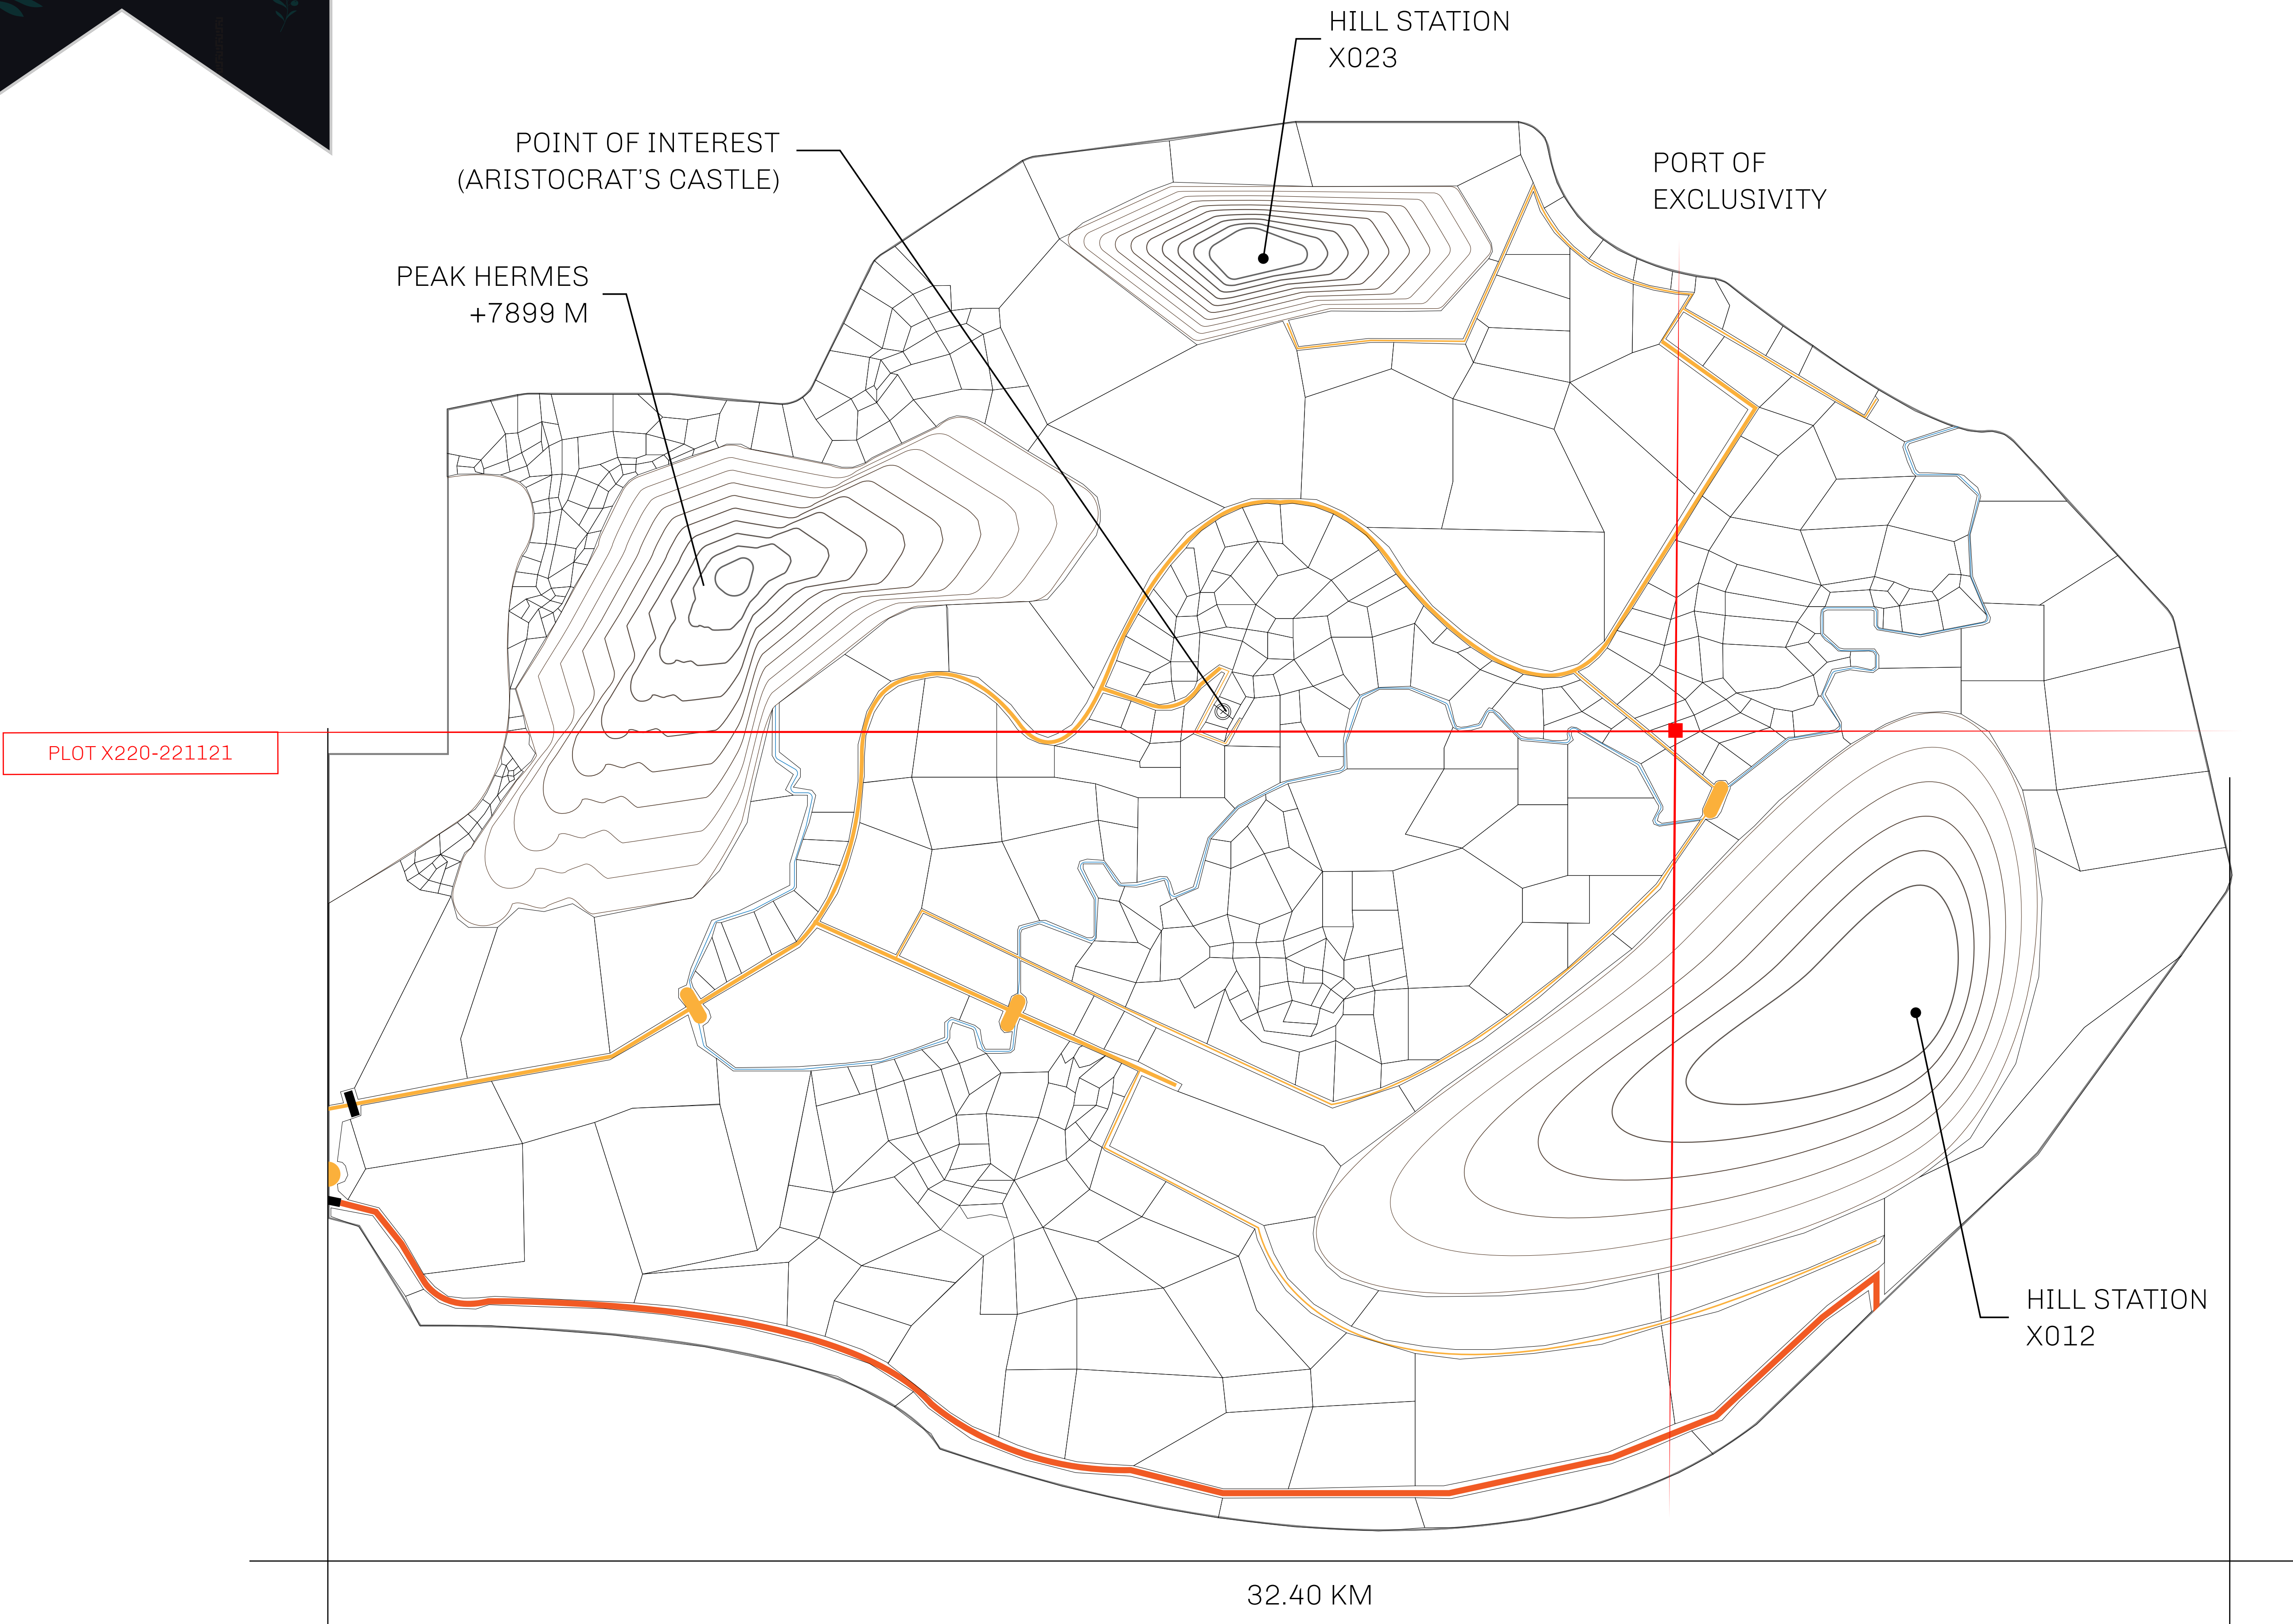 HILL STATION
X023
POINT OF INTEREST
(ARISTOCRAT'S CASTLE)
PORT OF
EXCLUSIVITY
PEAK HERMES
+7899 M
PLOT X220-221121
HILL STATION
X012
32.40 KM